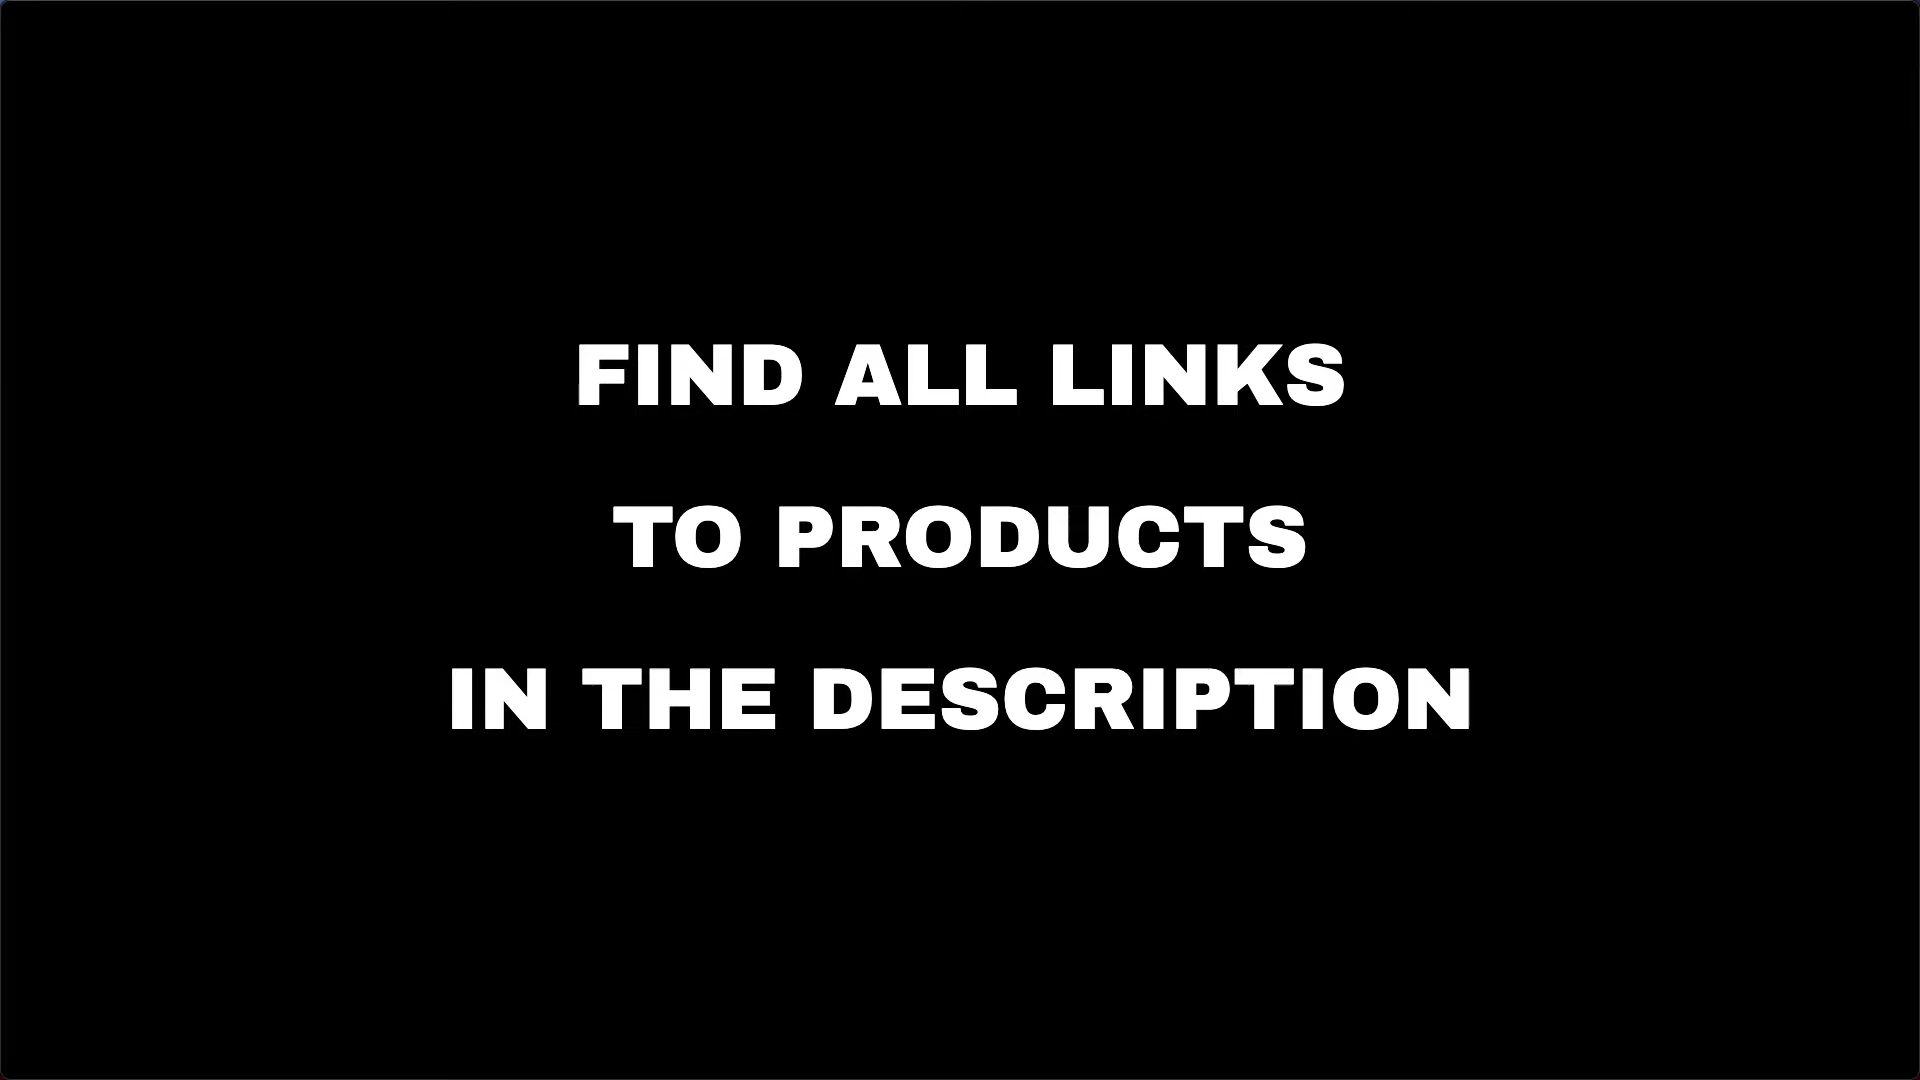 FIND ALL LINKS
TO PRODUCTS
IN THE DESCRIPTION